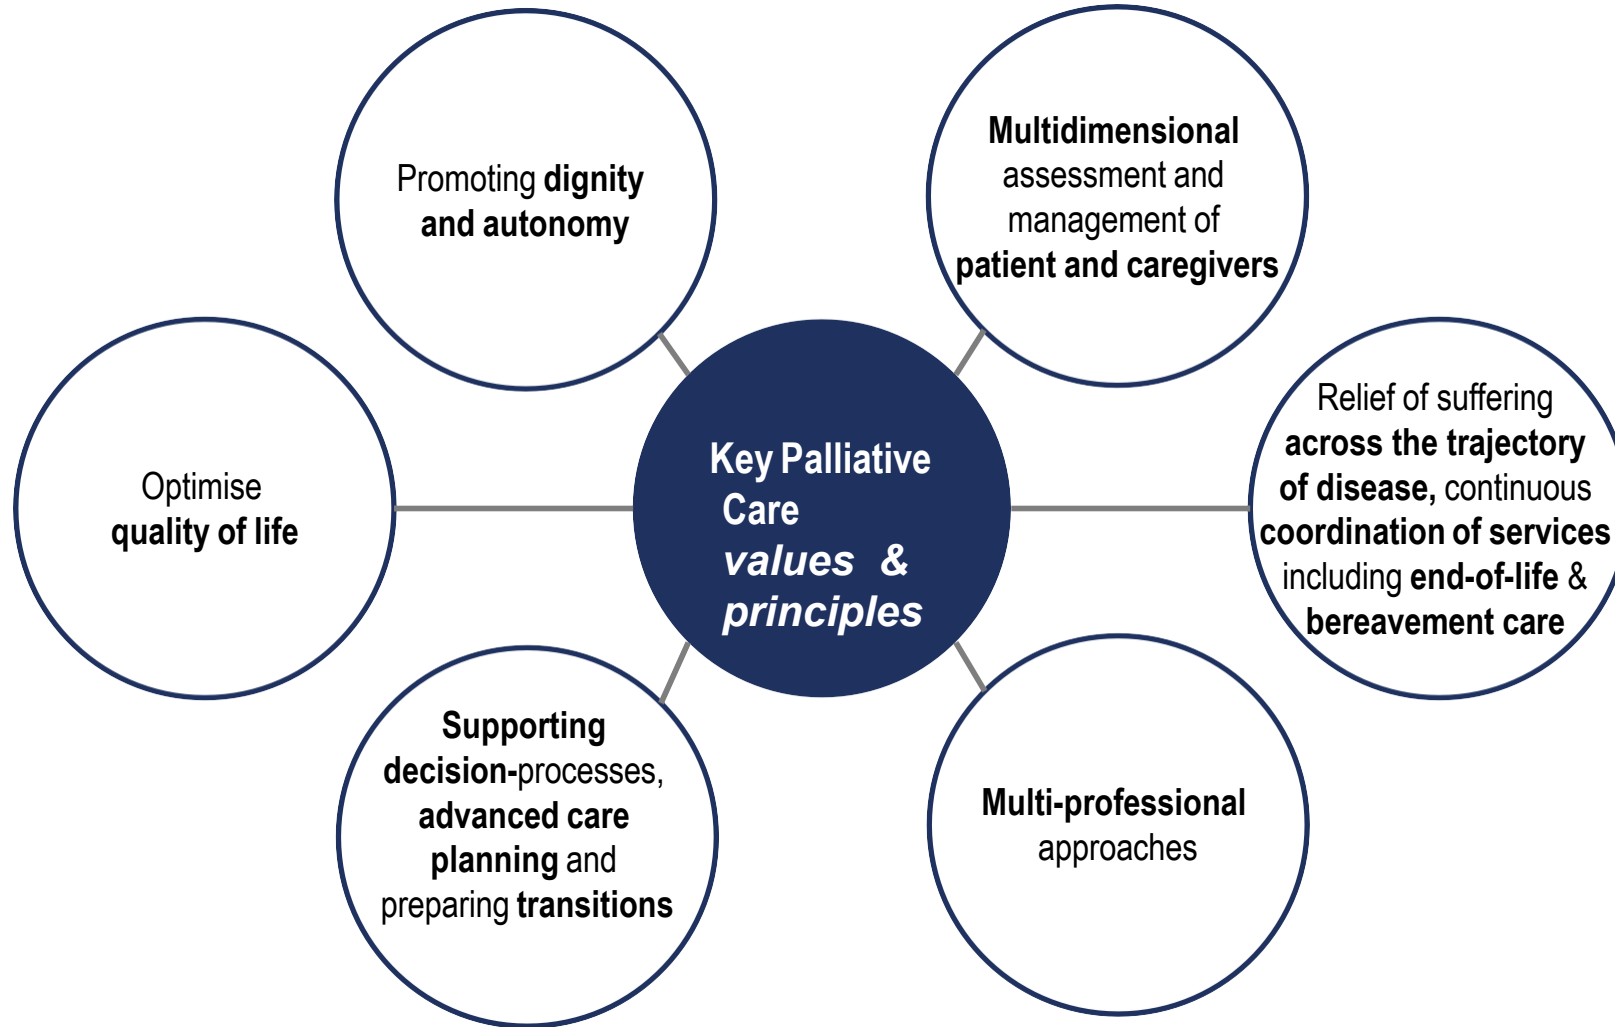 Promoting dignity
and autonomy
Multidimensional
assessment and
management of
patient and caregivers
Optimise
quality of life
Key Palliative
Care
values & 
principles
Relief of suffering
across the trajectory
of disease, continuous
coordination of services
including end-of-life &
bereavement care
Supporting
decision-processes,
advanced care
planning and
preparing transitions
Multi-professional
approaches